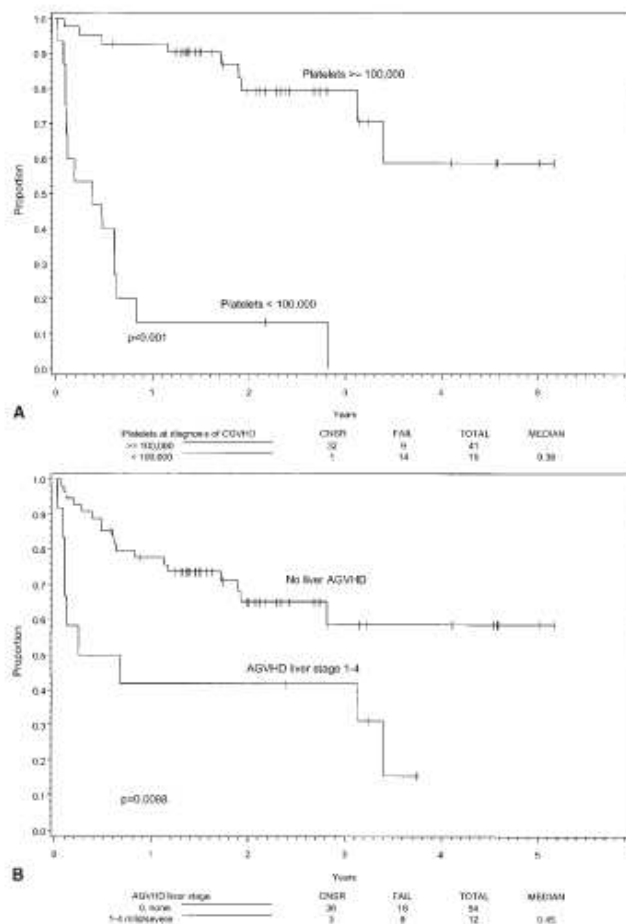 1.0
0.9
0.8
0.7
0.6
0.5
0.4
0.3
0.2
0.1
0.0
Proportion
Platelets >= 100,000
Platelets < 100,000
p<0.001
0 1 2 3 4 5 6
Years
A
Platelets at diagnosis of CGVHD CNSR FAIL TOTAL MEDIAN
>= 100,000 32 9 41
< 100,000 1 14 15 0.38
1.0
0.9
0.8
0.7
0.6
0.5
0.4
0.3
0.2
0.1
0.0
Proportion
No liver AGVHD
AGVHD liver stage 1-4
p=0.0088
0 1 2 3 4 5
Years
B
AGVHD liver stage CNSR FAIL TOTAL MEDIAN
0, none 54
3 12 0.45